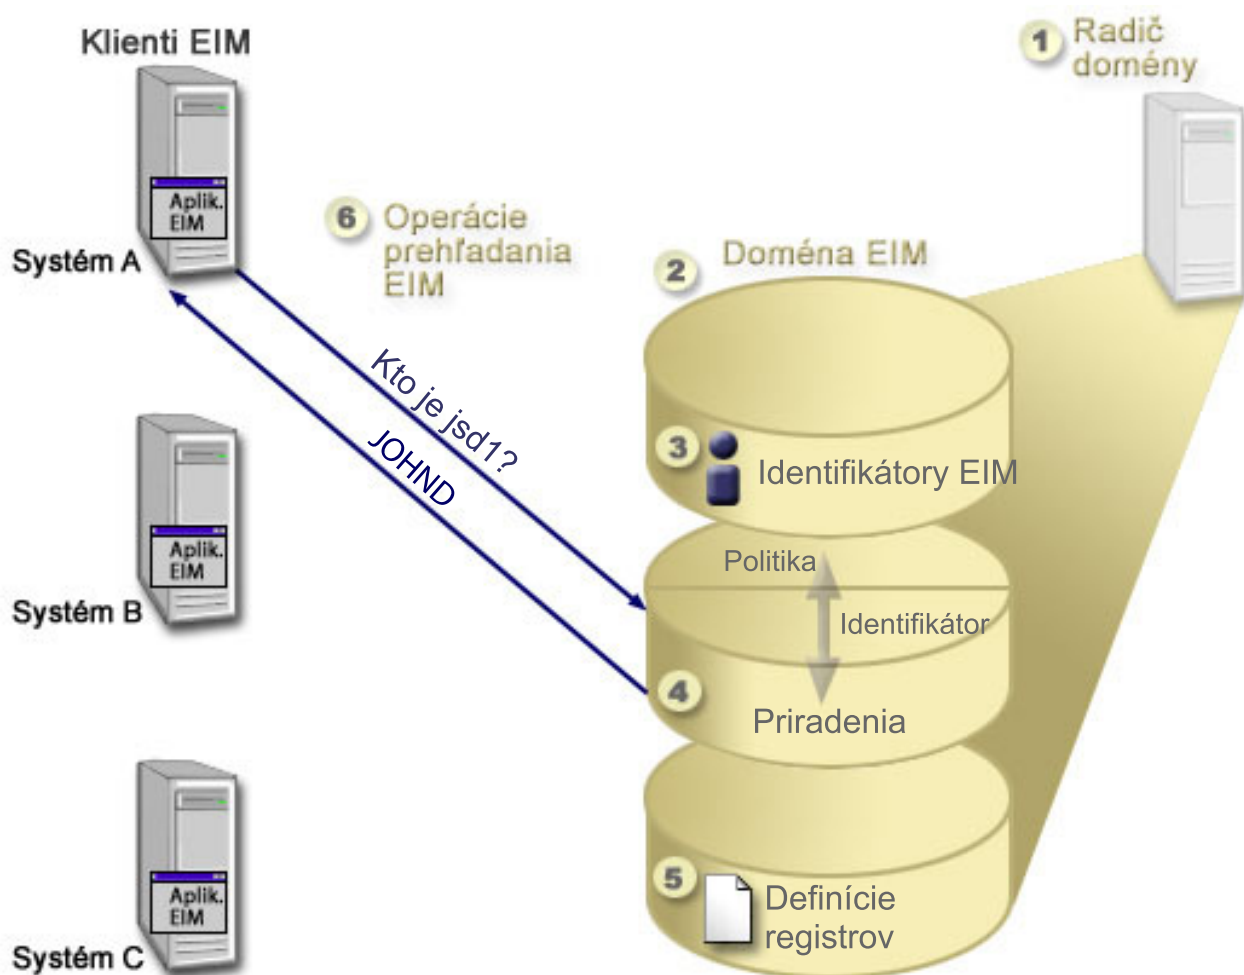 Klienti EIM
1 Radič
domény
Aplik.
EIM
Systém A
6 Operácie
prehľadania
EIM
2 Doména EIM
Kto je jsd1?
JOHND
3 Identifikátory EIM
Aplik.
EIM
Systém B
Politika
Identifikátor
4
Priradenia
Aplik.
EIM
Systém C
5 Definície
registrov